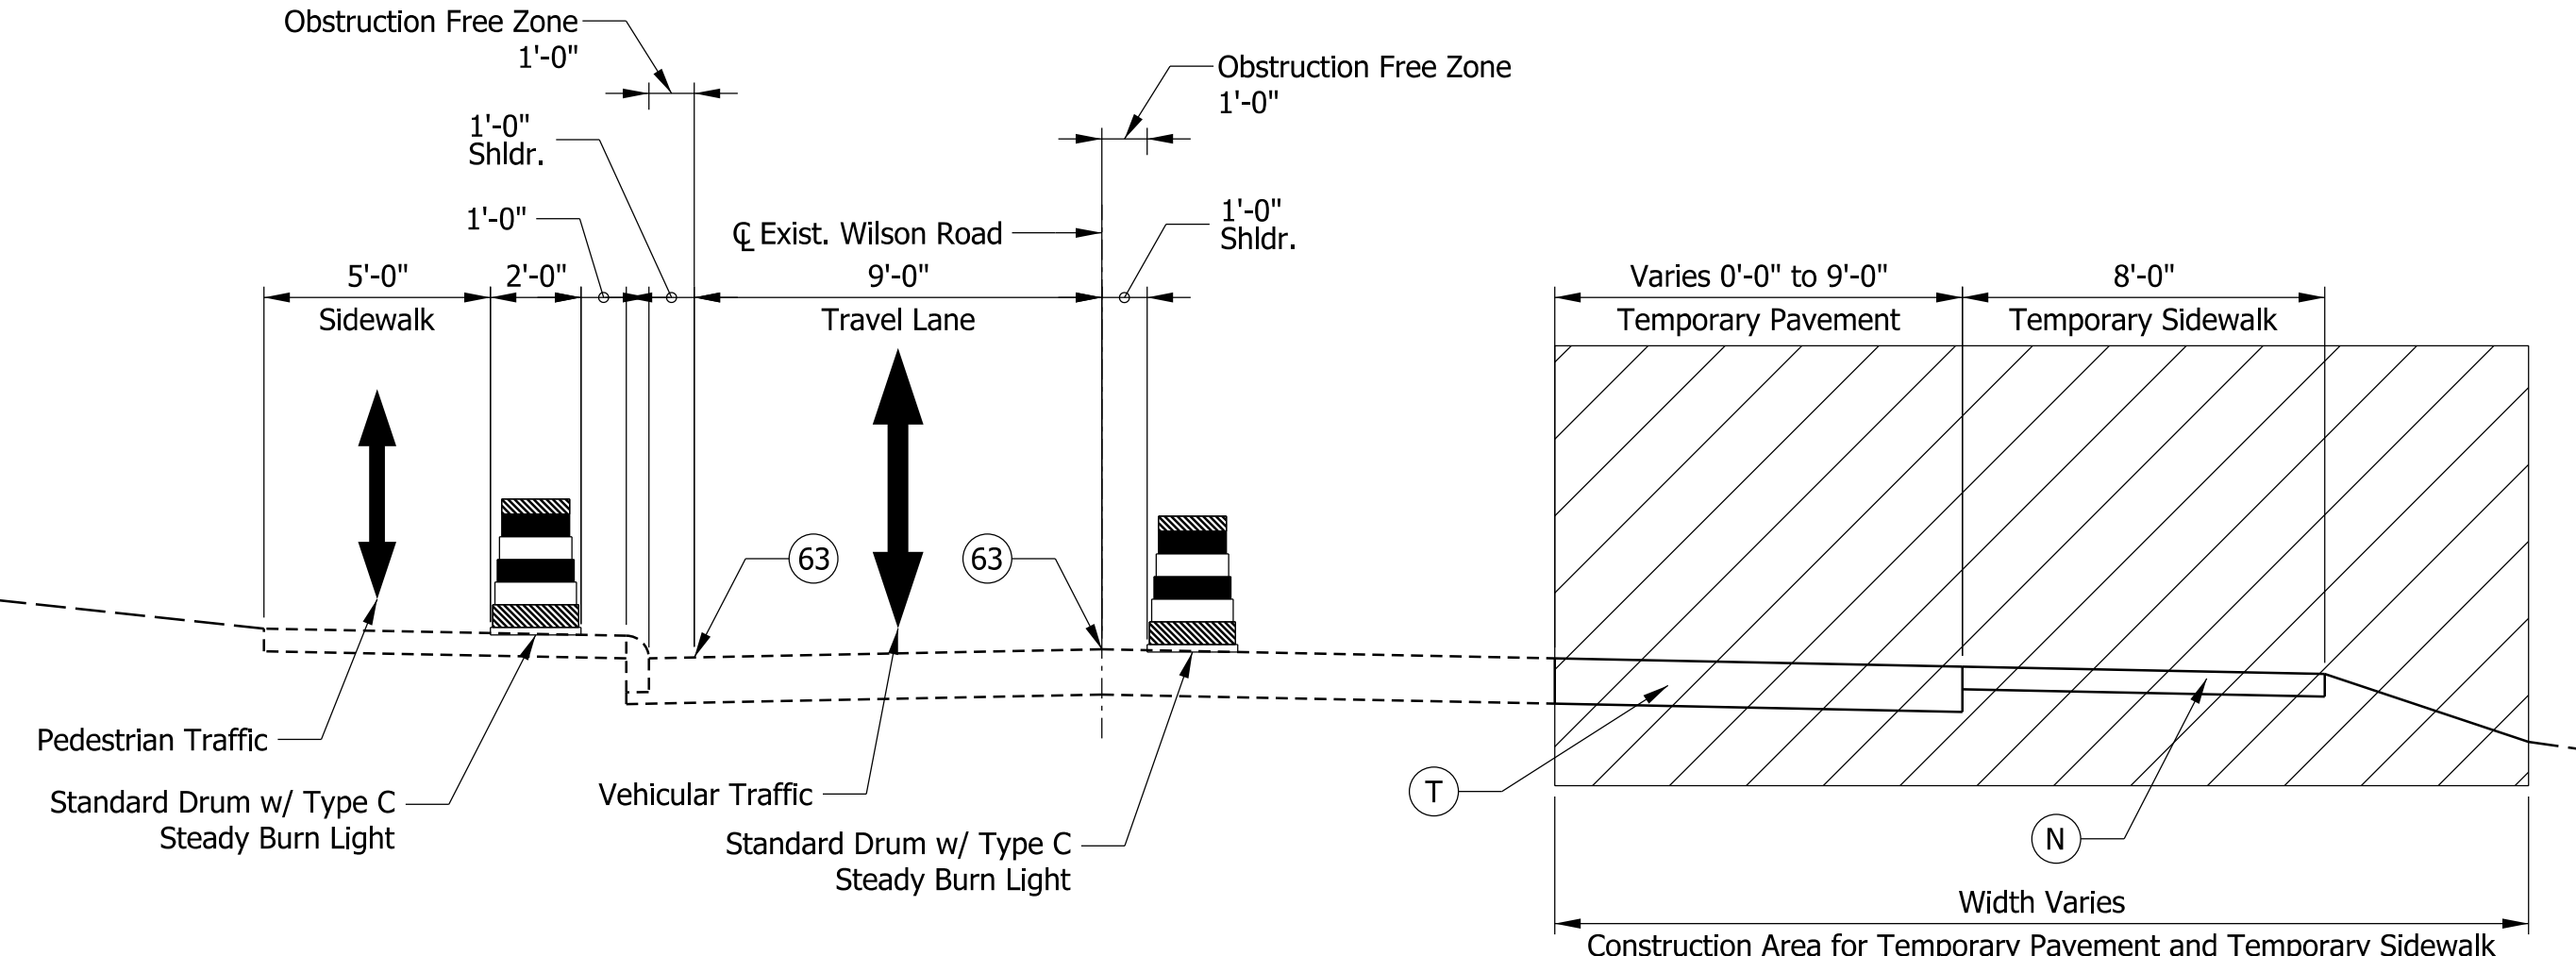 Obstruction Free Zone
1'-0"
Obstruction Free Zone
1'-0"
1'-0"
Shldr.
1'-0"
℄ Exist. Wilson Road
1'-0"
Shldr.
5'-0"
Sidewalk
2'-0"
9'-0"
Travel Lane
Varies 0'-0" to 9'-0"
Temporary Pavement
8'-0"
Temporary Sidewalk
63
63
Pedestrian Traffic
Standard Drum w/ Type C
Steady Burn Light
Vehicular Traffic
Standard Drum w/ Type C
Steady Burn Light
T
N
Width Varies
Construction Area for Temporary Pavement and Temporary Sidewalk